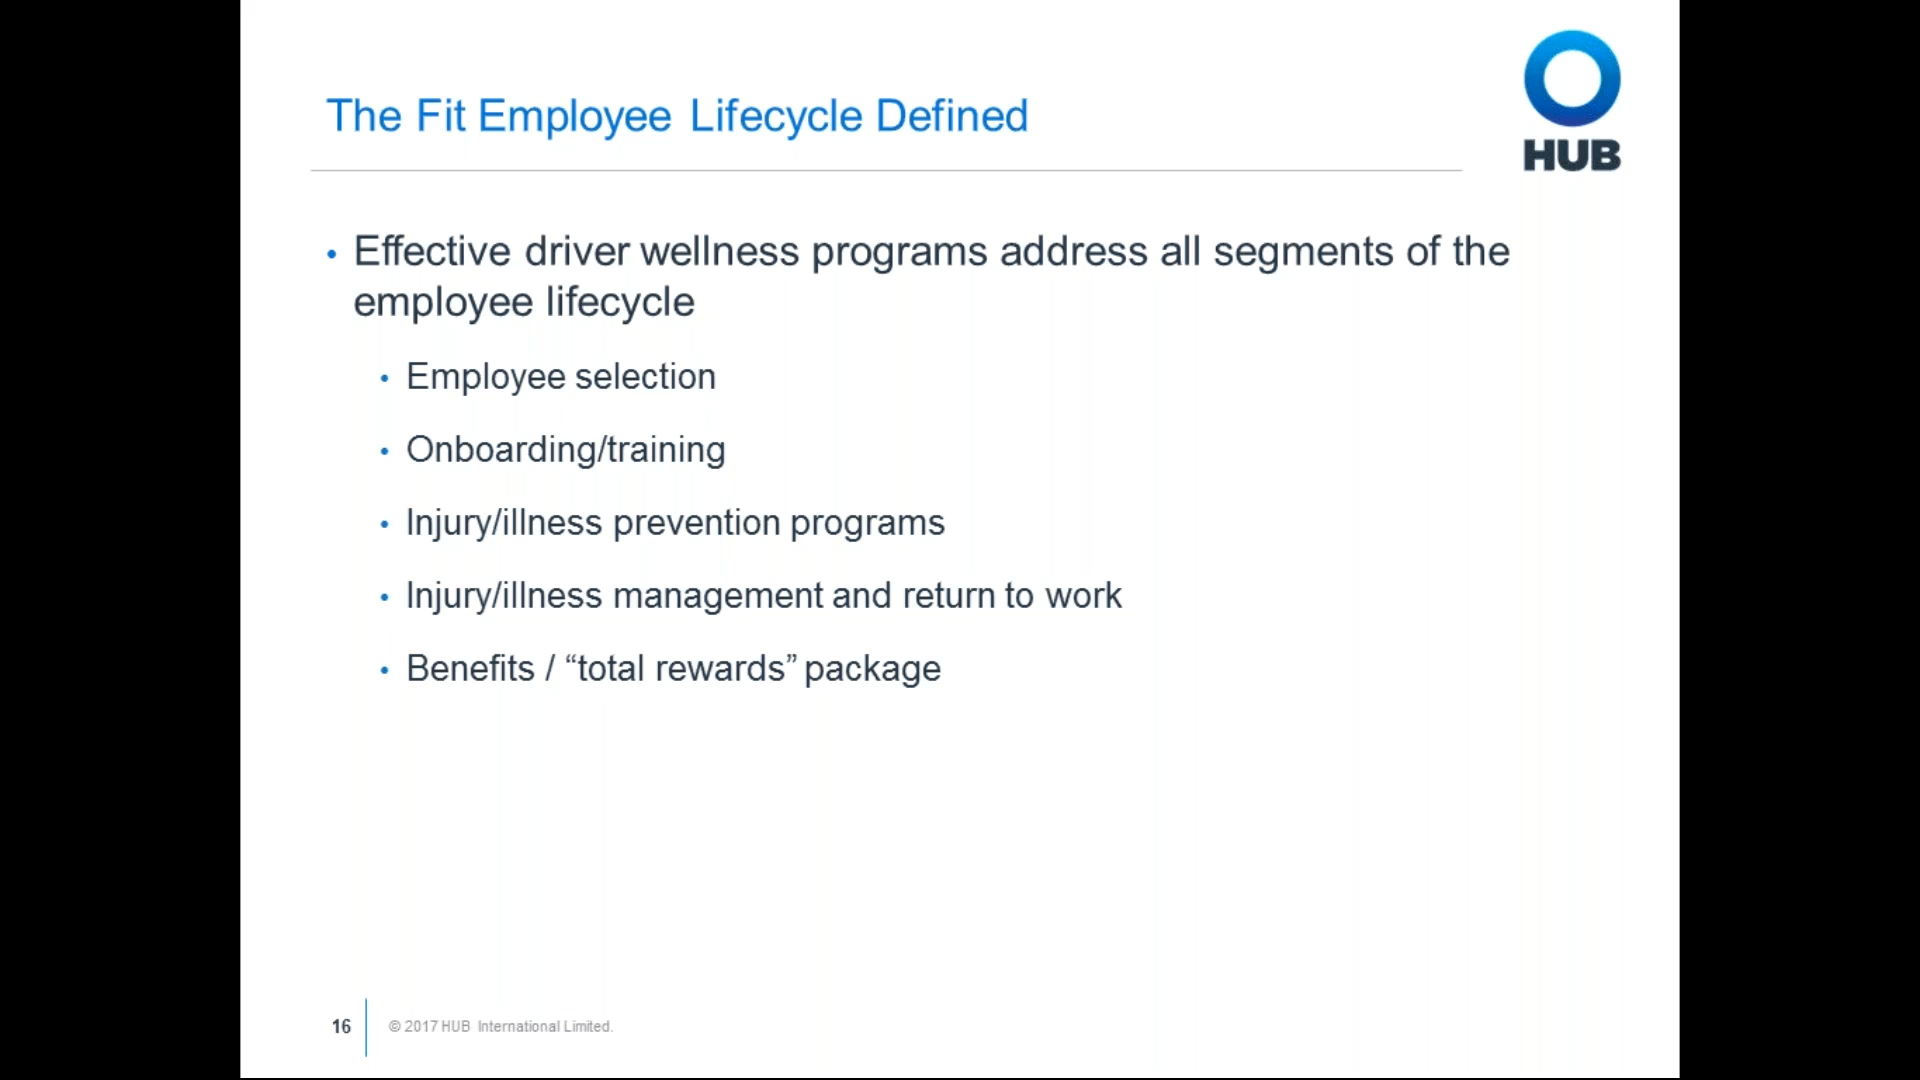 HUB
The Fit Employee Lifecycle Defined
• Effective driver wellness programs address all segments of the
employee lifecycle
• Employee selection
• Onboarding/training
• Injury/illness prevention programs
• Injury/illness management and return to work
• Benefits / “total rewards” package
16
© 2017 HUB International Limited.